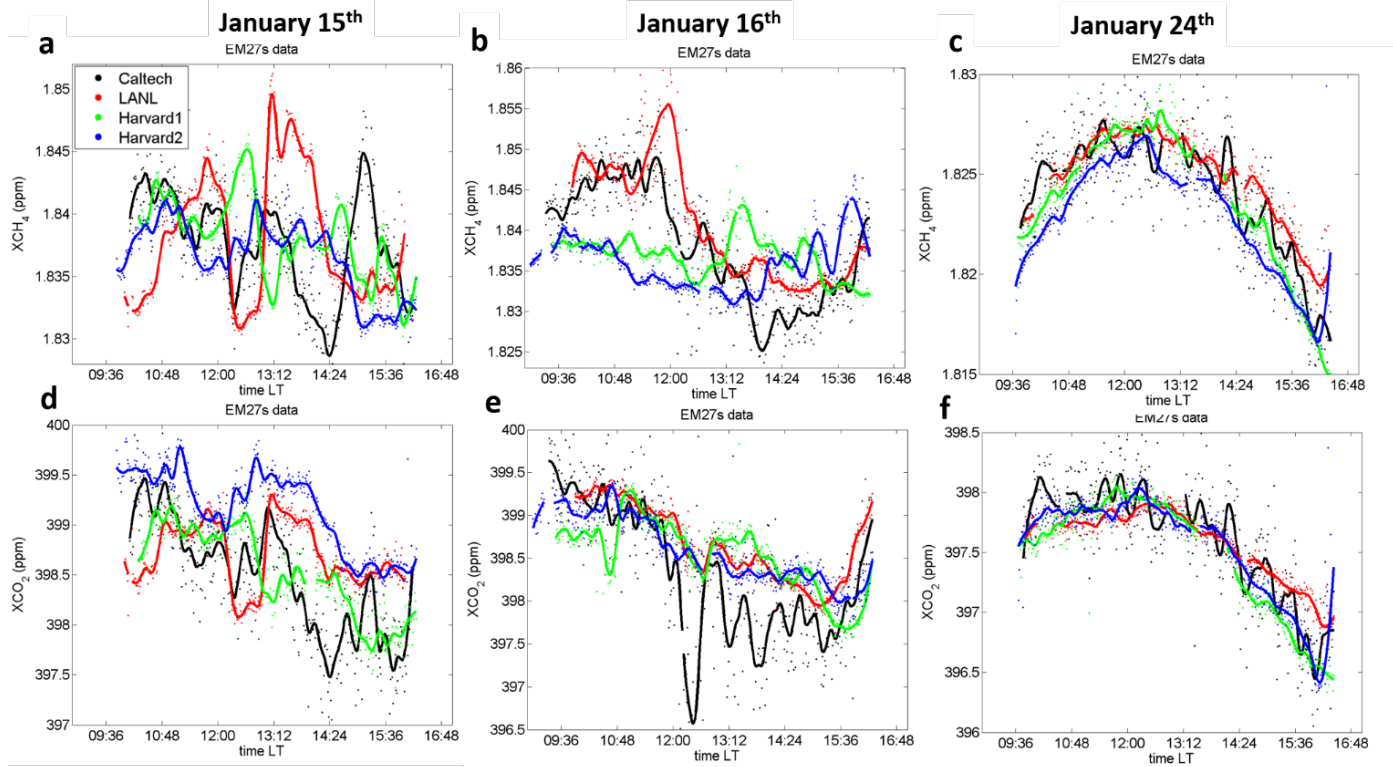 January 15th
January 16th
January 24th
a
EM27s data
Caltech
LANL
Harvard1
Harvard2
XCH4 (ppm)
1.85
1.845
1.84
1.835
1.83
09:36 10:48 12:00 13:12 14:24 15:36 16:48
time LT
b
EM27s data
XCH4 (ppm)
1.86
1.855
1.85
1.845
1.84
1.835
1.83
1.825
09:36 10:48 12:00 13:12 14:24 15:36 16:48
time LT
c
EM27s data
XCH4 (ppm)
1.83
1.825
1.82
1.815
09:36 10:48 12:00 13:12 14:24 15:36 16:48
time LT
d
EM27s data
XCO2 (ppm)
400
399.5
399
398.5
398
397.5
397
09:36 10:48 12:00 13:12 14:24 15:36 16:48
time LT
e
EM27s data
XCO2 (ppm)
400
399.5
399
398.5
398
397.5
397
396.5
09:36 10:48 12:00 13:12 14:24 15:36 16:48
time LT
f
EM27s data
XCO2 (ppm)
398.5
398
397.5
397
396.5
396
09:36 10:48 12:00 13:12 14:24 15:36 16:48
time LT